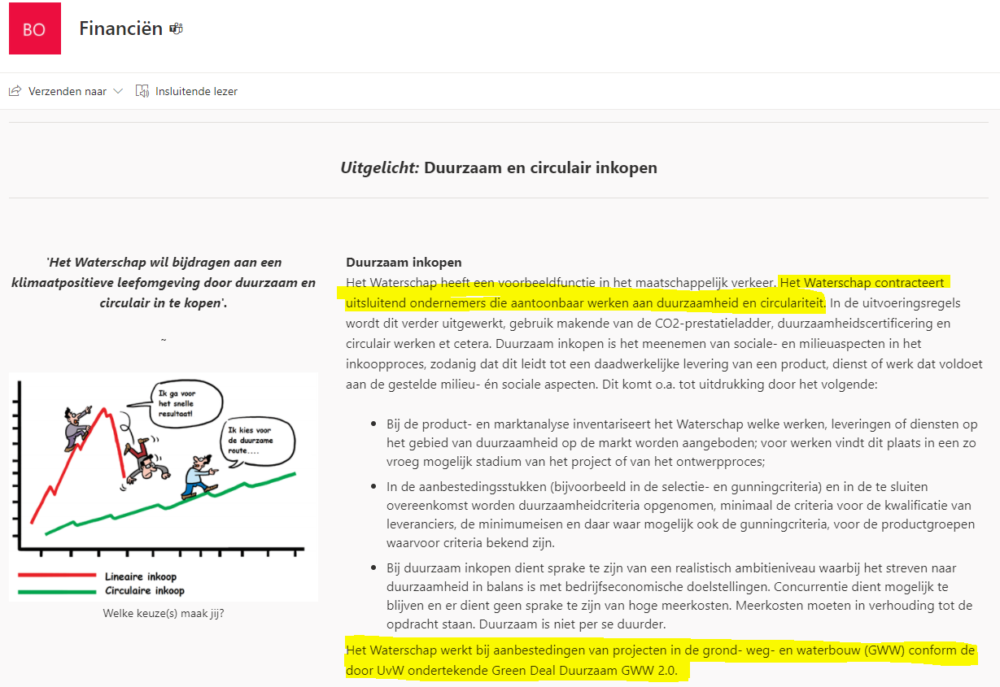 BO
Financiën
Verzenden naar
Insluitende lezer
Uitgelicht: Duurzaam en circulair inkopen
'Het Waterschap wil bijdragen aan een
klimaatpositieve leefomgeving door duurzaam en
circulair in te kopen'.
~
Ik ga voor
het snelle
resultaat!
Ik kies voor
de duurzame
route....
Lineaire inkoop
Circulaire inkoop
Welke keuze(s) maak jij?
Duurzaam inkopen
Het Waterschap heeft een voorbeeldfunctie in het maatschappelijk verkeer. Het Waterschap contracteert
uitsluitend ondernemers die aantoonbaar werken aan duurzaamheid en circulariteit. In de uitvoeringsregels
wordt dit verder uitgewerkt, gebruik makende van de CO2-prestatieladder, duurzaamheidscertificering en
circulair werken et cetera. Duurzaam inkopen is het meenemen van sociale- en milieuaspecten in het
inkoopproces, zodanig dat dit leidt tot een daadwerkelijke levering van een product, dienst of werk dat voldoet
aan de gestelde milieu- én sociale aspecten. Dit komt o.a. tot uitdrukking door het volgende:
• Bij de product- en marktanalyse inventariseert het Waterschap welke werken, leveringen of diensten op
het gebied van duurzaamheid op de markt worden aangeboden; voor werken vindt dit plaats in een zo
vroeg mogelijk stadium van het project of van het ontwerpproces;
• In de aanbestedingsstukken (bijvoorbeeld in de selectie- en gunningcriteria) en in de te sluiten
overeenkomst worden duurzaamheidcriteria opgenomen, minimaal de criteria voor de kwalificatie van
leveranciers, de minimumeisen en daar waar mogelijk ook de gunningcriteria, voor de productgroepen
waarvoor criteria bekend zijn.
• Bij duurzaam inkopen dient sprake te zijn van een realistisch ambitieniveau waarbij het streven naar
duurzaamheid in balans is met bedrijfseconomische doelstellingen. Concurrentie dient mogelijk te
blijven en er dient geen sprake te zijn van hoge meerkosten. Meerkosten moeten in verhouding tot de
opdracht staan. Duurzaam is niet per se duurder.
Het Waterschap werkt bij aanbestedingen van projecten in de grond- weg- en waterbouw (GWW) conform de
door UvW ondertekende Green Deal Duurzaam GWW 2.0.